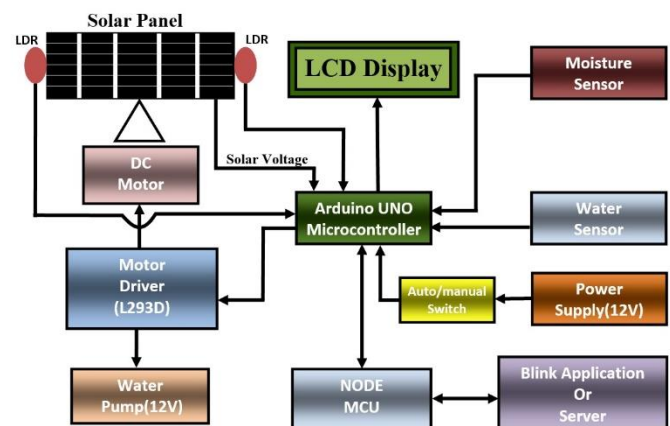 Solar Panel
LDR
LDR
LCD Display
Moisture
Sensor
Solar Voltage
DC
Motor
Arduino UNO
Microcontroller
Water
Sensor
Motor
Driver
(L293D)
Auto/manual
Switch
Power
Supply(12V)
Water
Pump(12V)
NODE
MCU
Blink Application
Or
Server